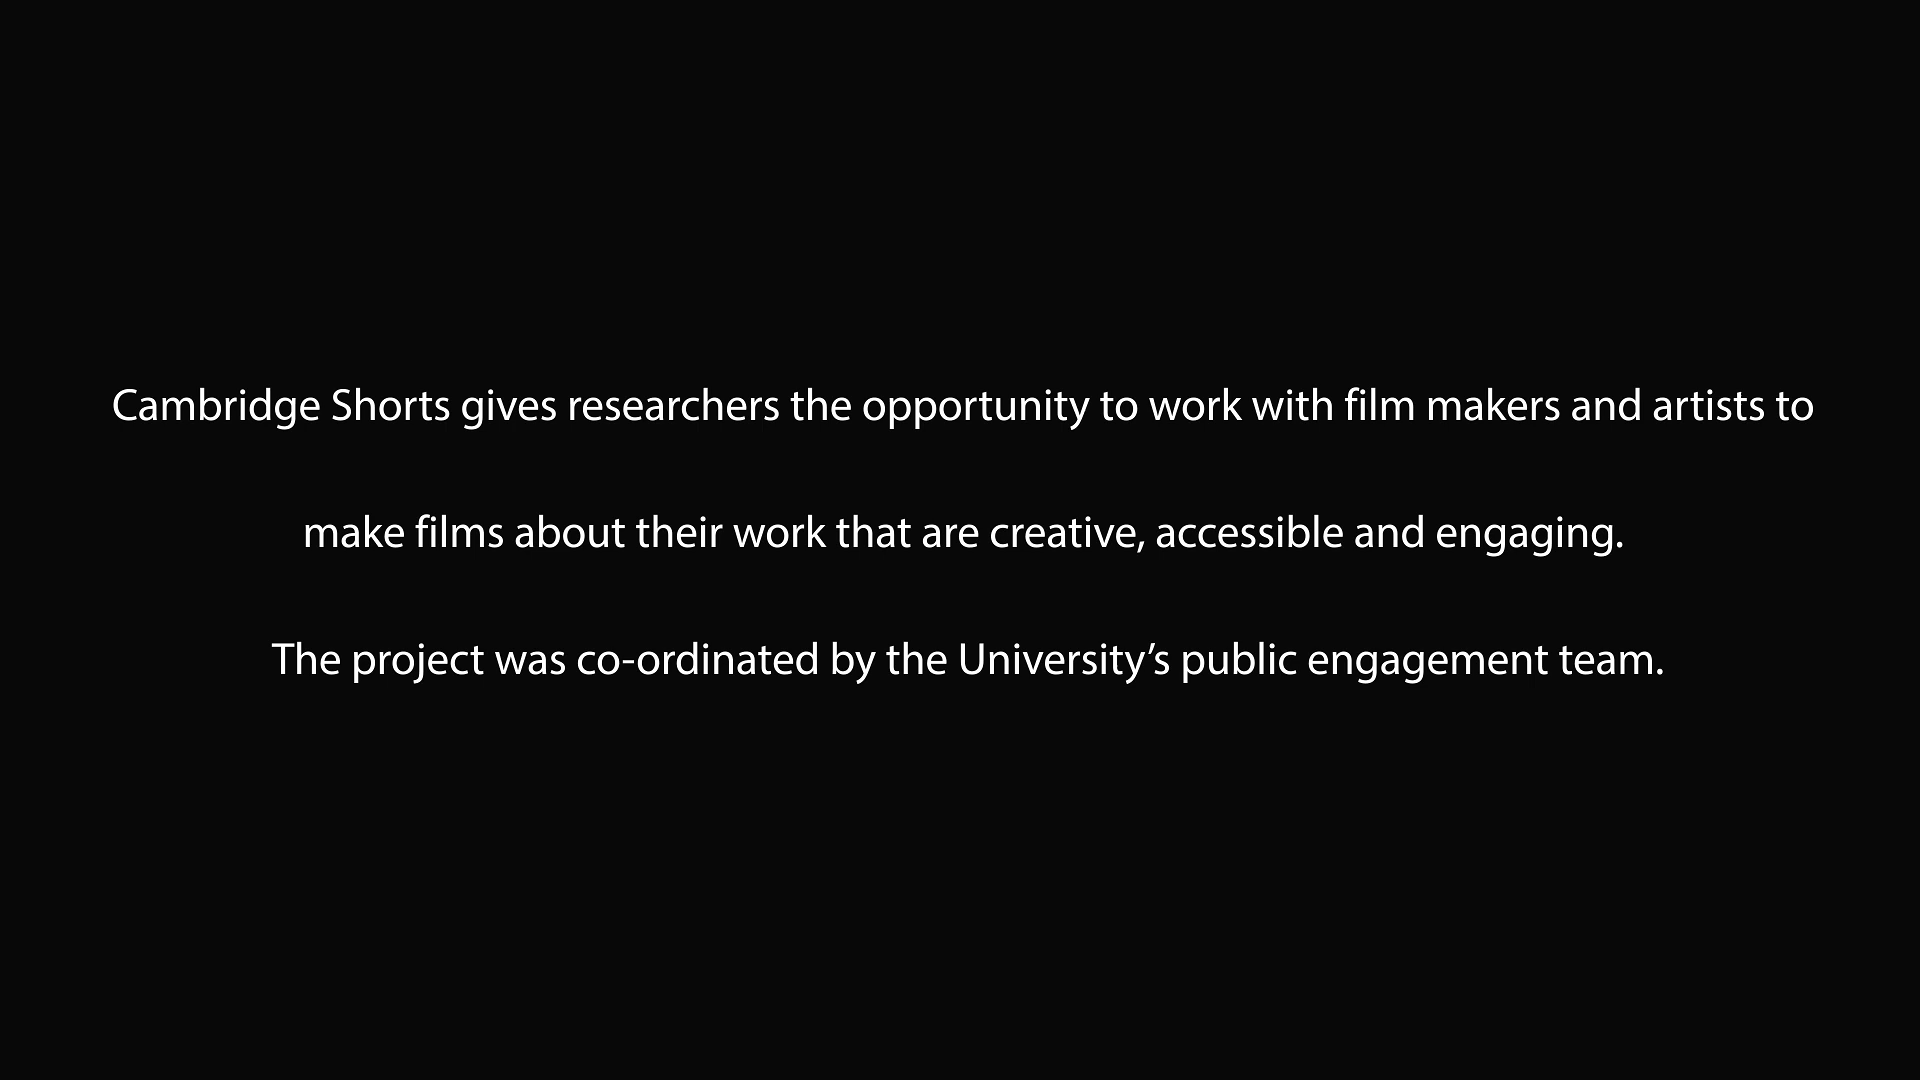 Cambridge Shorts gives researchers the opportunity to work with film makers and artists to
make films about their work that are creative, accessible and engaging.
The project was co-ordinated by the University’s public engagement team.